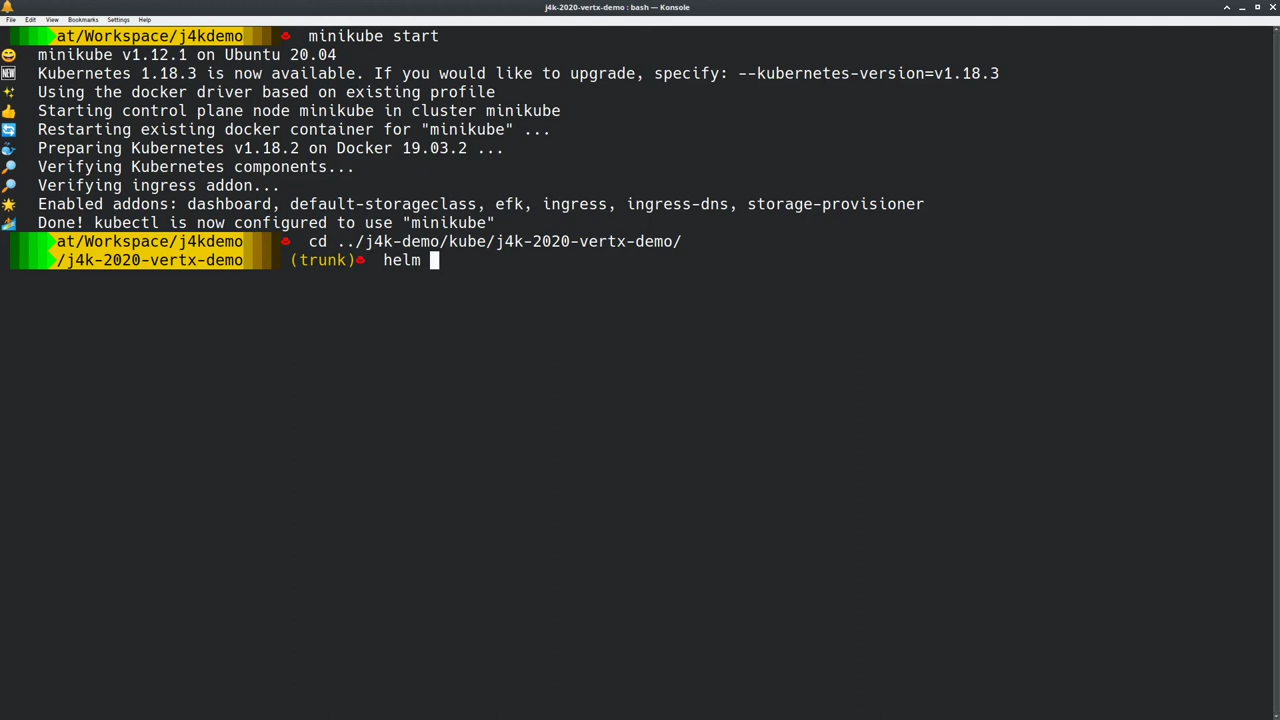 j4k-2020-vertx-demo : bash — Konsole
File Edit View Bookmarks Settings Help
at/Workspace/j4kdemo minikube start
minikube v1.12.1 on Ubuntu 20.04
NEW Kubernetes 1.18.3 is now available. If you would like to upgrade, specify: --kubernetes-version=v1.18.3
Using the docker driver based on existing profile
Starting control plane node minikube in cluster minikube
Restarting existing docker container for "minikube" ...
Preparing Kubernetes v1.18.2 on Docker 19.03.2 ...
Verifying Kubernetes components...
Verifying ingress addon...
Enabled addons: dashboard, default-storageclass, efk, ingress, ingress-dns, storage-provisioner
Done! kubectl is now configured to use "minikube"
at/Workspace/j4kdemo cd ../j4k-demo/kube/j4k-2020-vertx-demo/
/j4k-2020-vertx-demo (trunk) helm